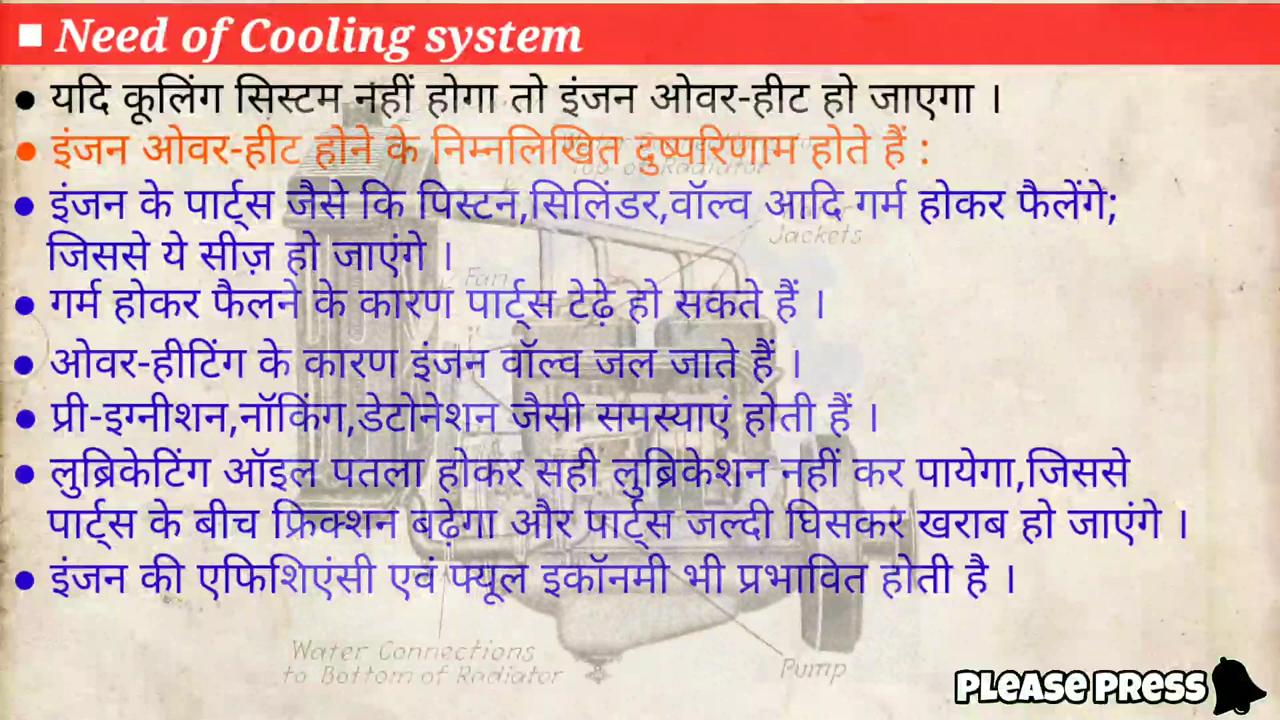 ■ Need of Cooling system
• यदि कूलिंग सिस्टम नहीं होगा तो इंजन ओवर-हीट हो जाएगा ।
• इंजन ओवर-हीट होने के निम्नलिखित दुष्परिणाम होते हैं :
Top of Radiator
• इंजन के पार्ट्स जैसे कि पिस्टन,सिलिंडर,वॉल्व आदि गर्म होकर फैलेंगे;
Jackets
जिससे ये सीज़ हो जाएंगे ।
Fan
• गर्म होकर फैलने के कारण पार्ट्स टेढ़े हो सकते हैं ।
• ओवर-हीटिंग के कारण इंजन वॉल्व जल जाते हैं ।
• प्री-इग्नीशन,नॉकिंग,डेटोनेशन जैसी समस्याएं होती हैं ।
• लुब्रिकेटिंग ऑइल पतला होकर सही लुब्रिकेशन नहीं कर पायेगा,जिससे
पार्ट्स के बीच फ्रिक्शन बढ़ेगा और पार्ट्स जल्दी घिसकर खराब हो जाएंगे ।
• इंजन की एफिशिएंसी एवं फ्यूल इकॉनमी भी प्रभावित होती है ।
Water Connections
to Bottom of Radiator
Pump
PLEASE PRESS